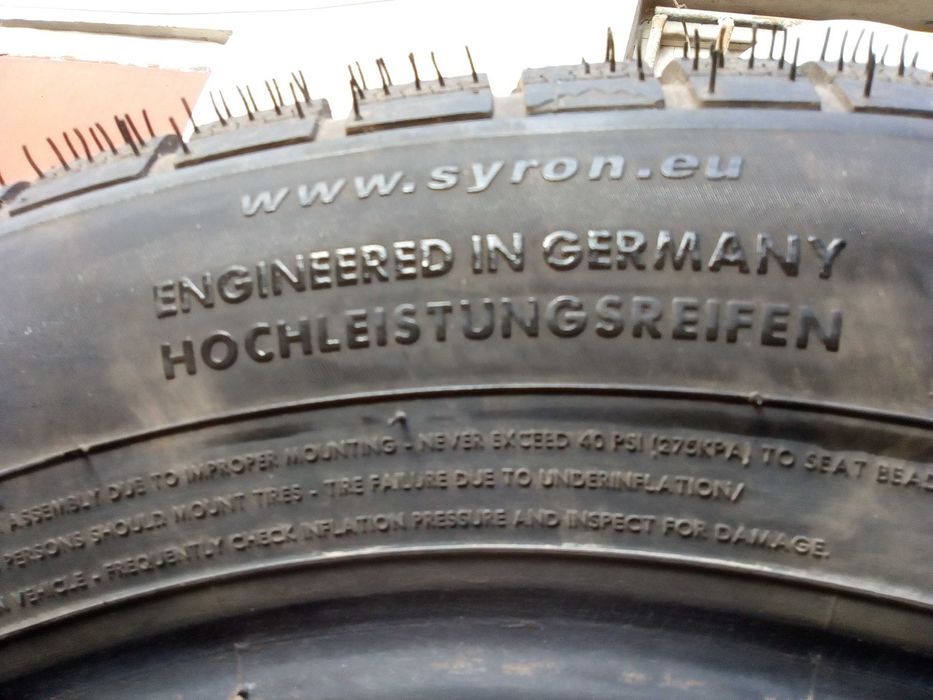 www.syron.eu
ENGINEERED IN GERMANY
HOCHLEISTUNGSREIFEN
ASSEMBLY DUE TO IMPROPER MOUNTING - NEVER EXCEED 40 PSI (275KPA) TO SEAT BEAD
PERSONS SHOULD MOUNT TIRES - TIRE FAILURE DUE TO UNDERINFLATION/
VEHICLE - FREQUENTLY CHECK INFLATION PRESSURE AND INSPECT FOR DAMAGE.